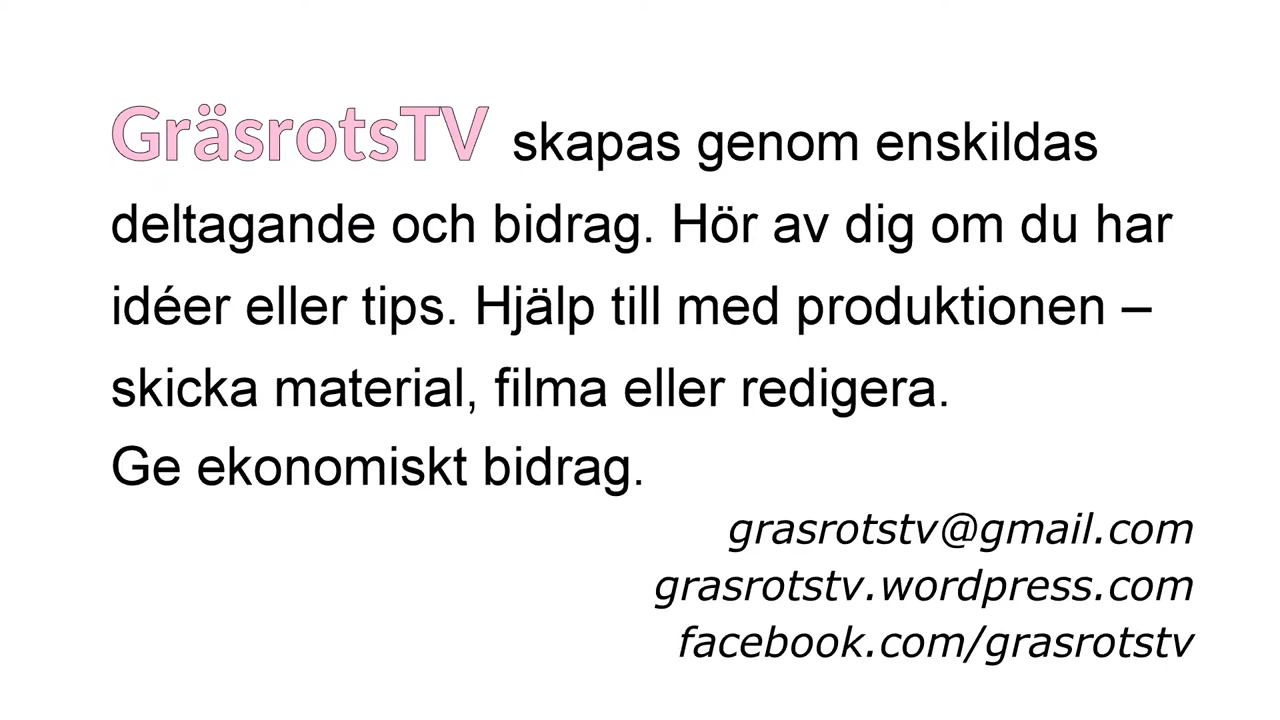 GräsrotsTV skapas genom enskildas
deltagande och bidrag. Hör av dig om du har
idéer eller tips. Hjälp till med produktionen –
skicka material, filma eller redigera.
Ge ekonomiskt bidrag.
grasrotstv@gmail.com
grasrotstv.wordpress.com
facebook.com/grasrotstv